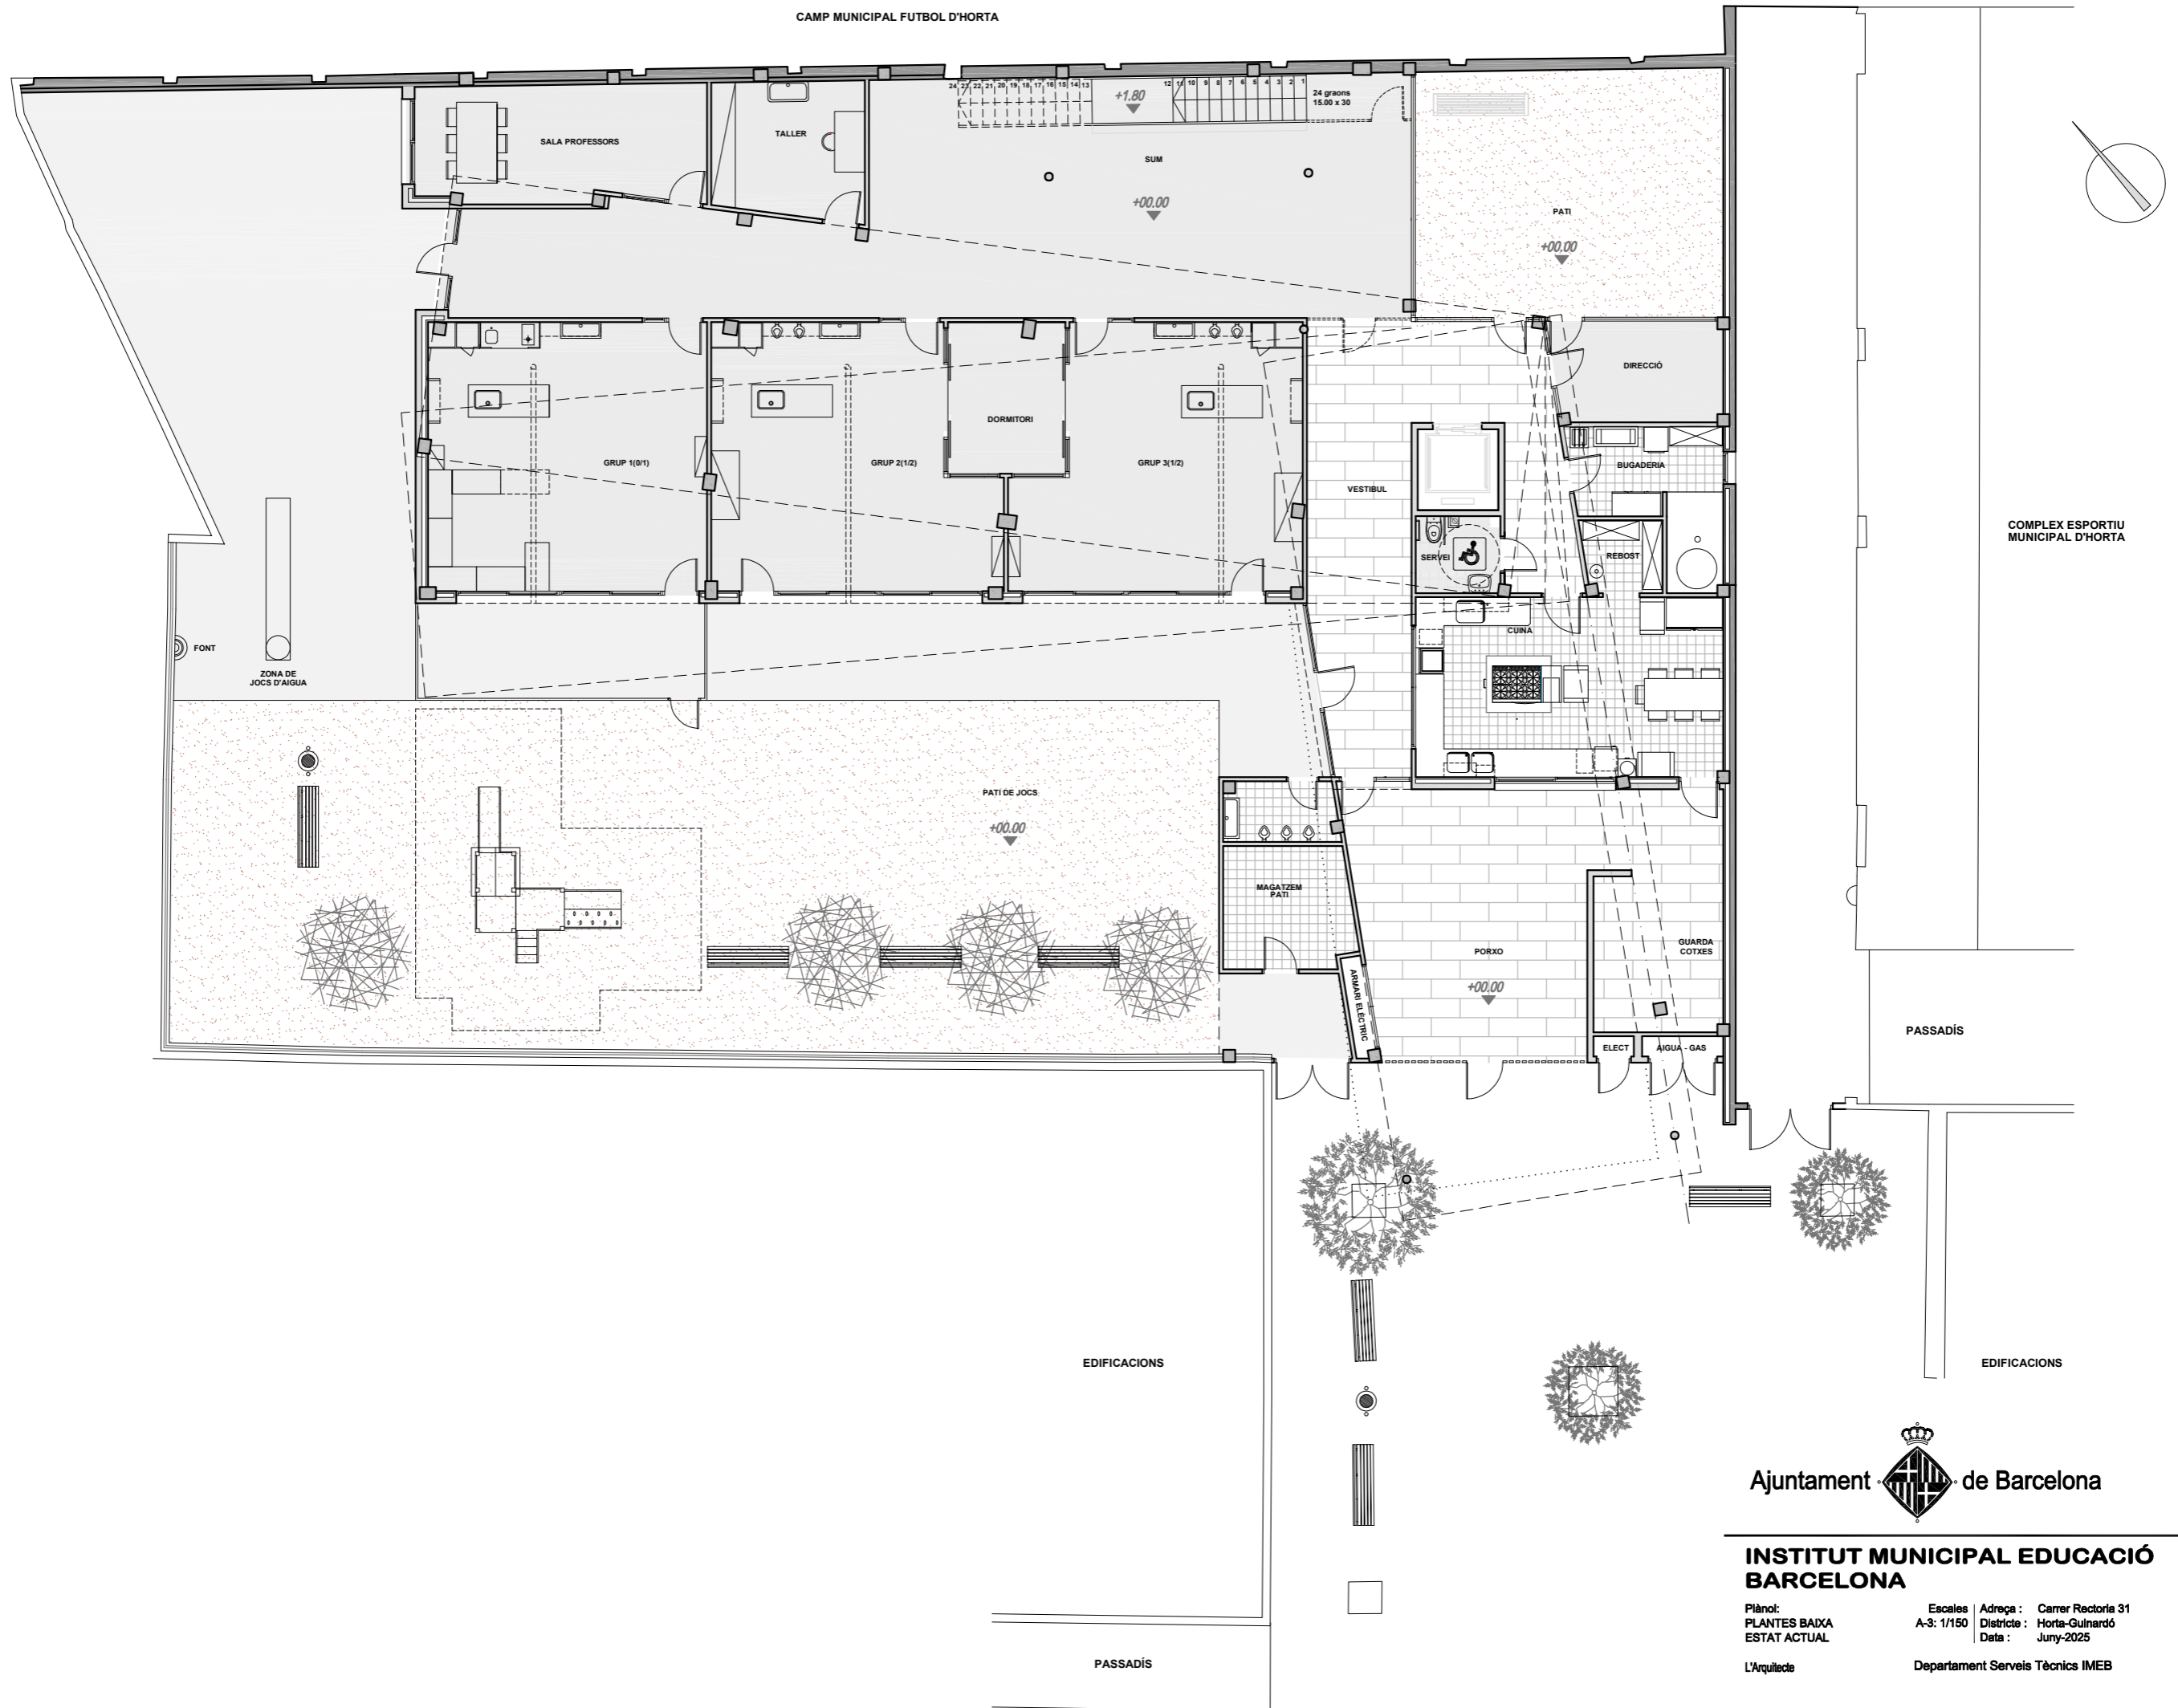 CAMP MUNICIPAL FUTBOL D'HORTA
24 23 22 21 20 19 18 17 16 15 14 13
12 11 10 9 8 7 6 5 4 3 2 1
+1.80
24 graons
15.00 x 30
SALA PROFESSORS
TALLER
SUM
+00.00
PATI
+00.00
DIRECCIÓ
DORMITORI
GRUP 1(0/1)
GRUP 2(1/2)
GRUP 3(1/2)
VESTIBUL
BUGADERIA
SERVEI
REBOST
COMPLEX ESPORTIU
MUNICIPAL D'HORTA
CUINA
FONT
ZONA DE
JOCS D'AIGUA
PATI DE JOCS
+00.00
MAGATZEM
PATI
ARMARI ELÈCTRIC
PORXO
+00.00
GUARDA
COTXES
ELECT
AIGUA - GAS
PASSADÍS
EDIFICACIONS
EDIFICACIONS
PASSADÍS
Ajuntament de Barcelona
INSTITUT MUNICIPAL EDUCACIÓ
BARCELONA
Plànol:
PLANTES BAIXA
ESTAT ACTUAL
Escales
A-3: 1/150
Adreça : Carrer Rectoria 31
Districte : Horta-Guinardó
Data : Juny-2025
L'Arquitecte
Departament Serveis Tècnics IMEB